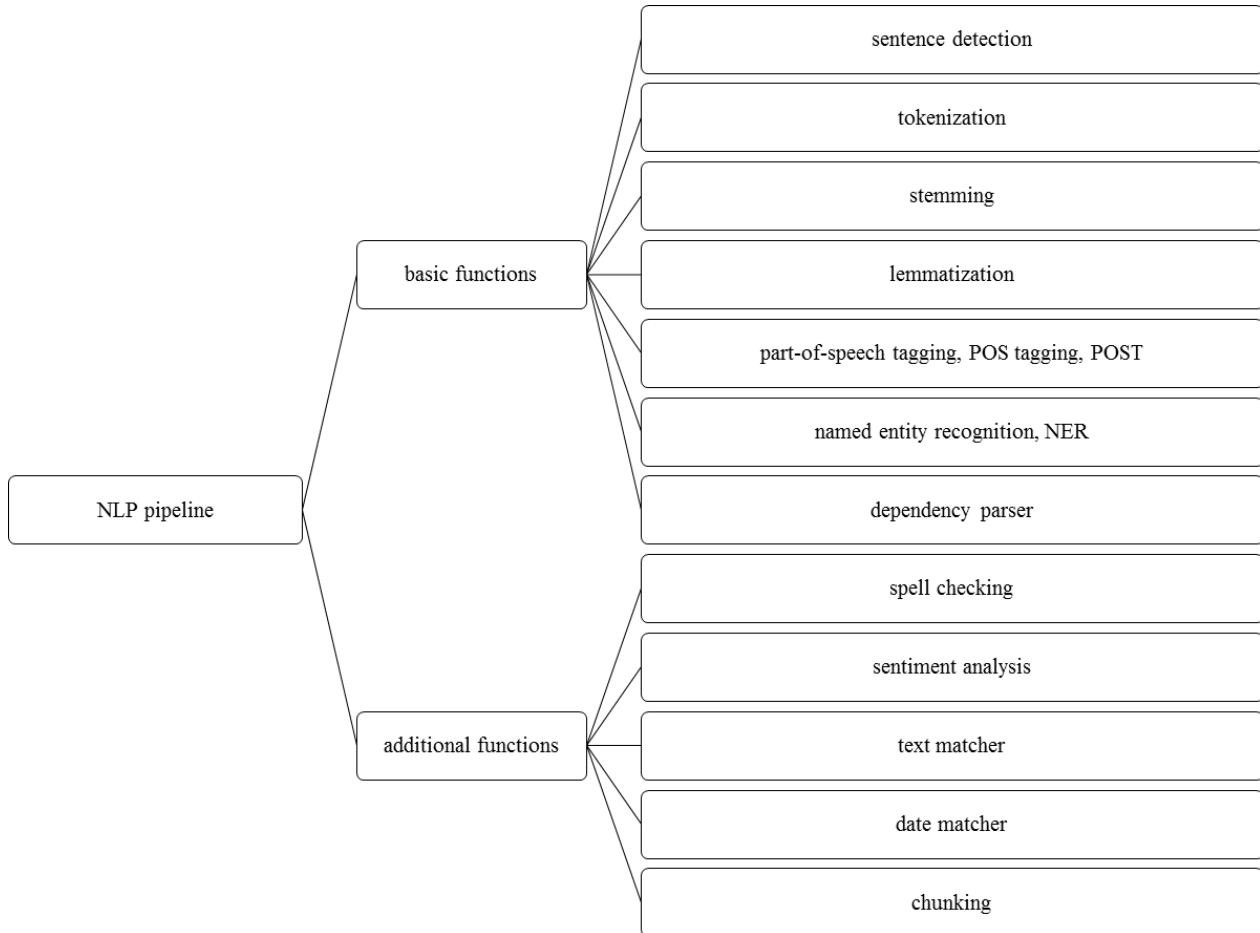 sentence detection
tokenization
stemming
basic functions
lemmatization
part-of-speech tagging, POS tagging, POST
named entity recognition, NER
NLP pipeline
dependency parser
spell checking
sentiment analysis
additional functions
text matcher
date matcher
chunking